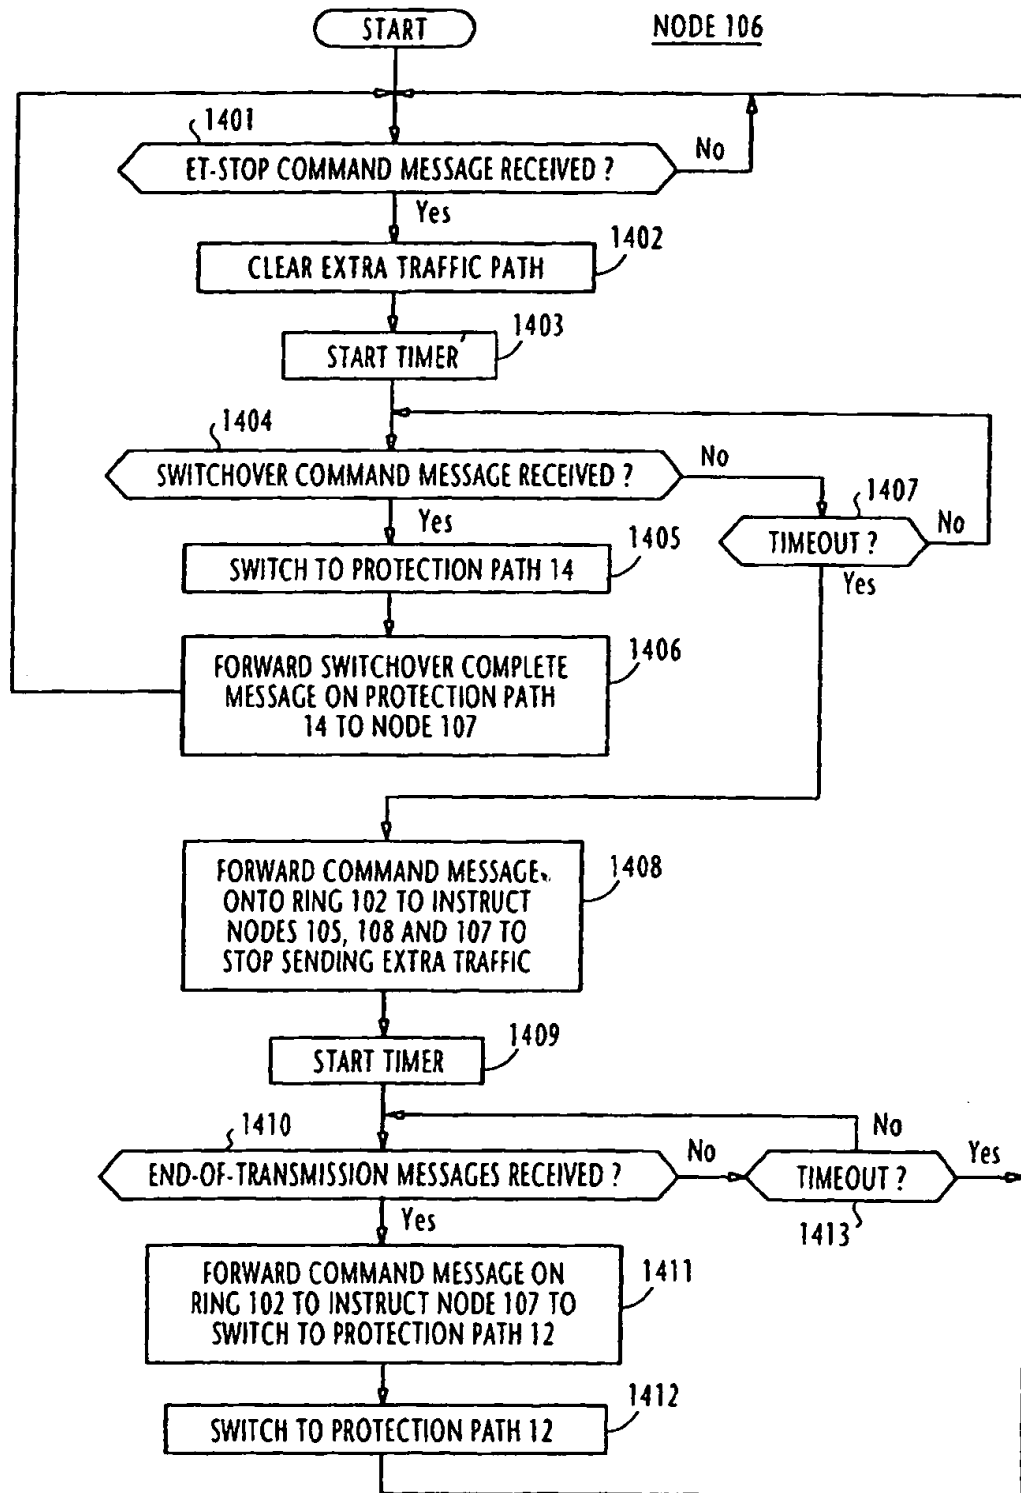 START
NODE 106
1401
ET-STOP COMMAND MESSAGE RECEIVED ?
No
Yes
1402
CLEAR EXTRA TRAFFIC PATH
1403
START TIMER
1404
SWITCHOVER COMMAND MESSAGE RECEIVED ?
No
1407
TIMEOUT ?
No
Yes
Yes
1405
SWITCH TO PROTECTION PATH 14
1406
FORWARD SWITCHOVER COMPLETE
MESSAGE ON PROTECTION PATH
14 TO NODE 107
1408
FORWARD COMMAND MESSAGE
ONTO RING 102 TO INSTRUCT
NODES 105, 108 AND 107 TO
STOP SENDING EXTRA TRAFFIC
1409
START TIMER
1410
END-OF-TRANSMISSION MESSAGES RECEIVED ?
No
No
TIMEOUT ?
Yes
1413
Yes
1411
FORWARD COMMAND MESSAGE ON
RING 102 TO INSTRUCT NODE 107 TO
SWITCH TO PROTECTION PATH 12
1412
SWITCH TO PROTECTION PATH 12